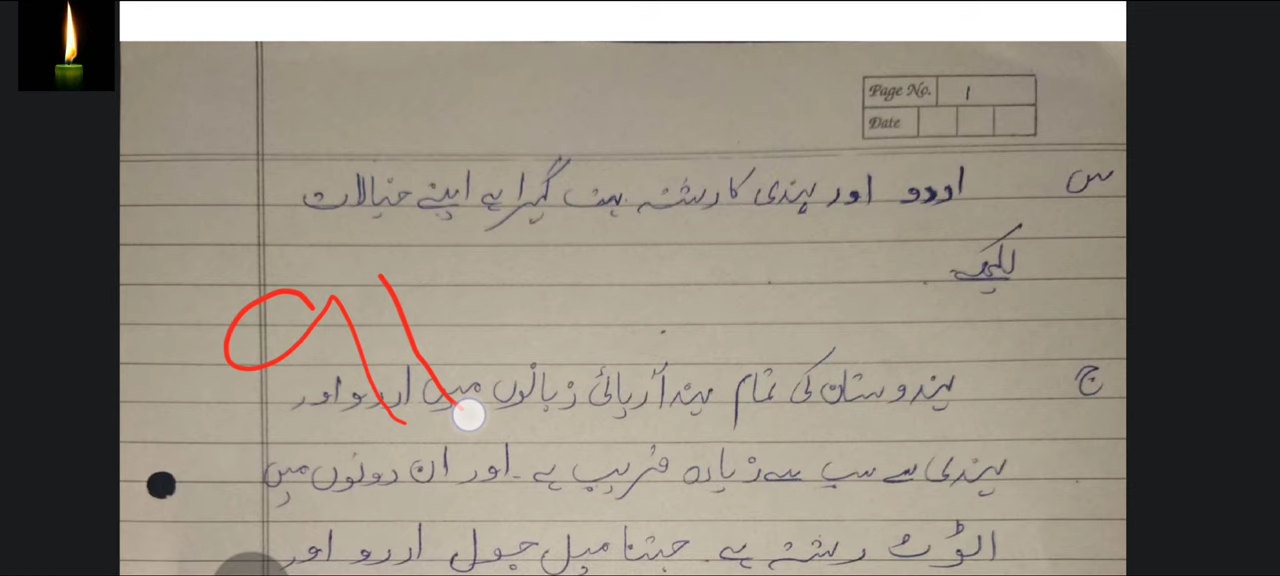 Page No. 1
Date
س اردو اور ہندی کا رشتہ بہت گہرا ہے اپنے خیالات
لکھیے
ج ہندوستان کی تمام ہند آریائی زبانوں میں اردو اور
ہندی سے سب سے زیادہ قریب ہے۔ اور ان دونوں میں
اٹوٹ رشتہ ہے۔ جتنا میل جول اردو اور